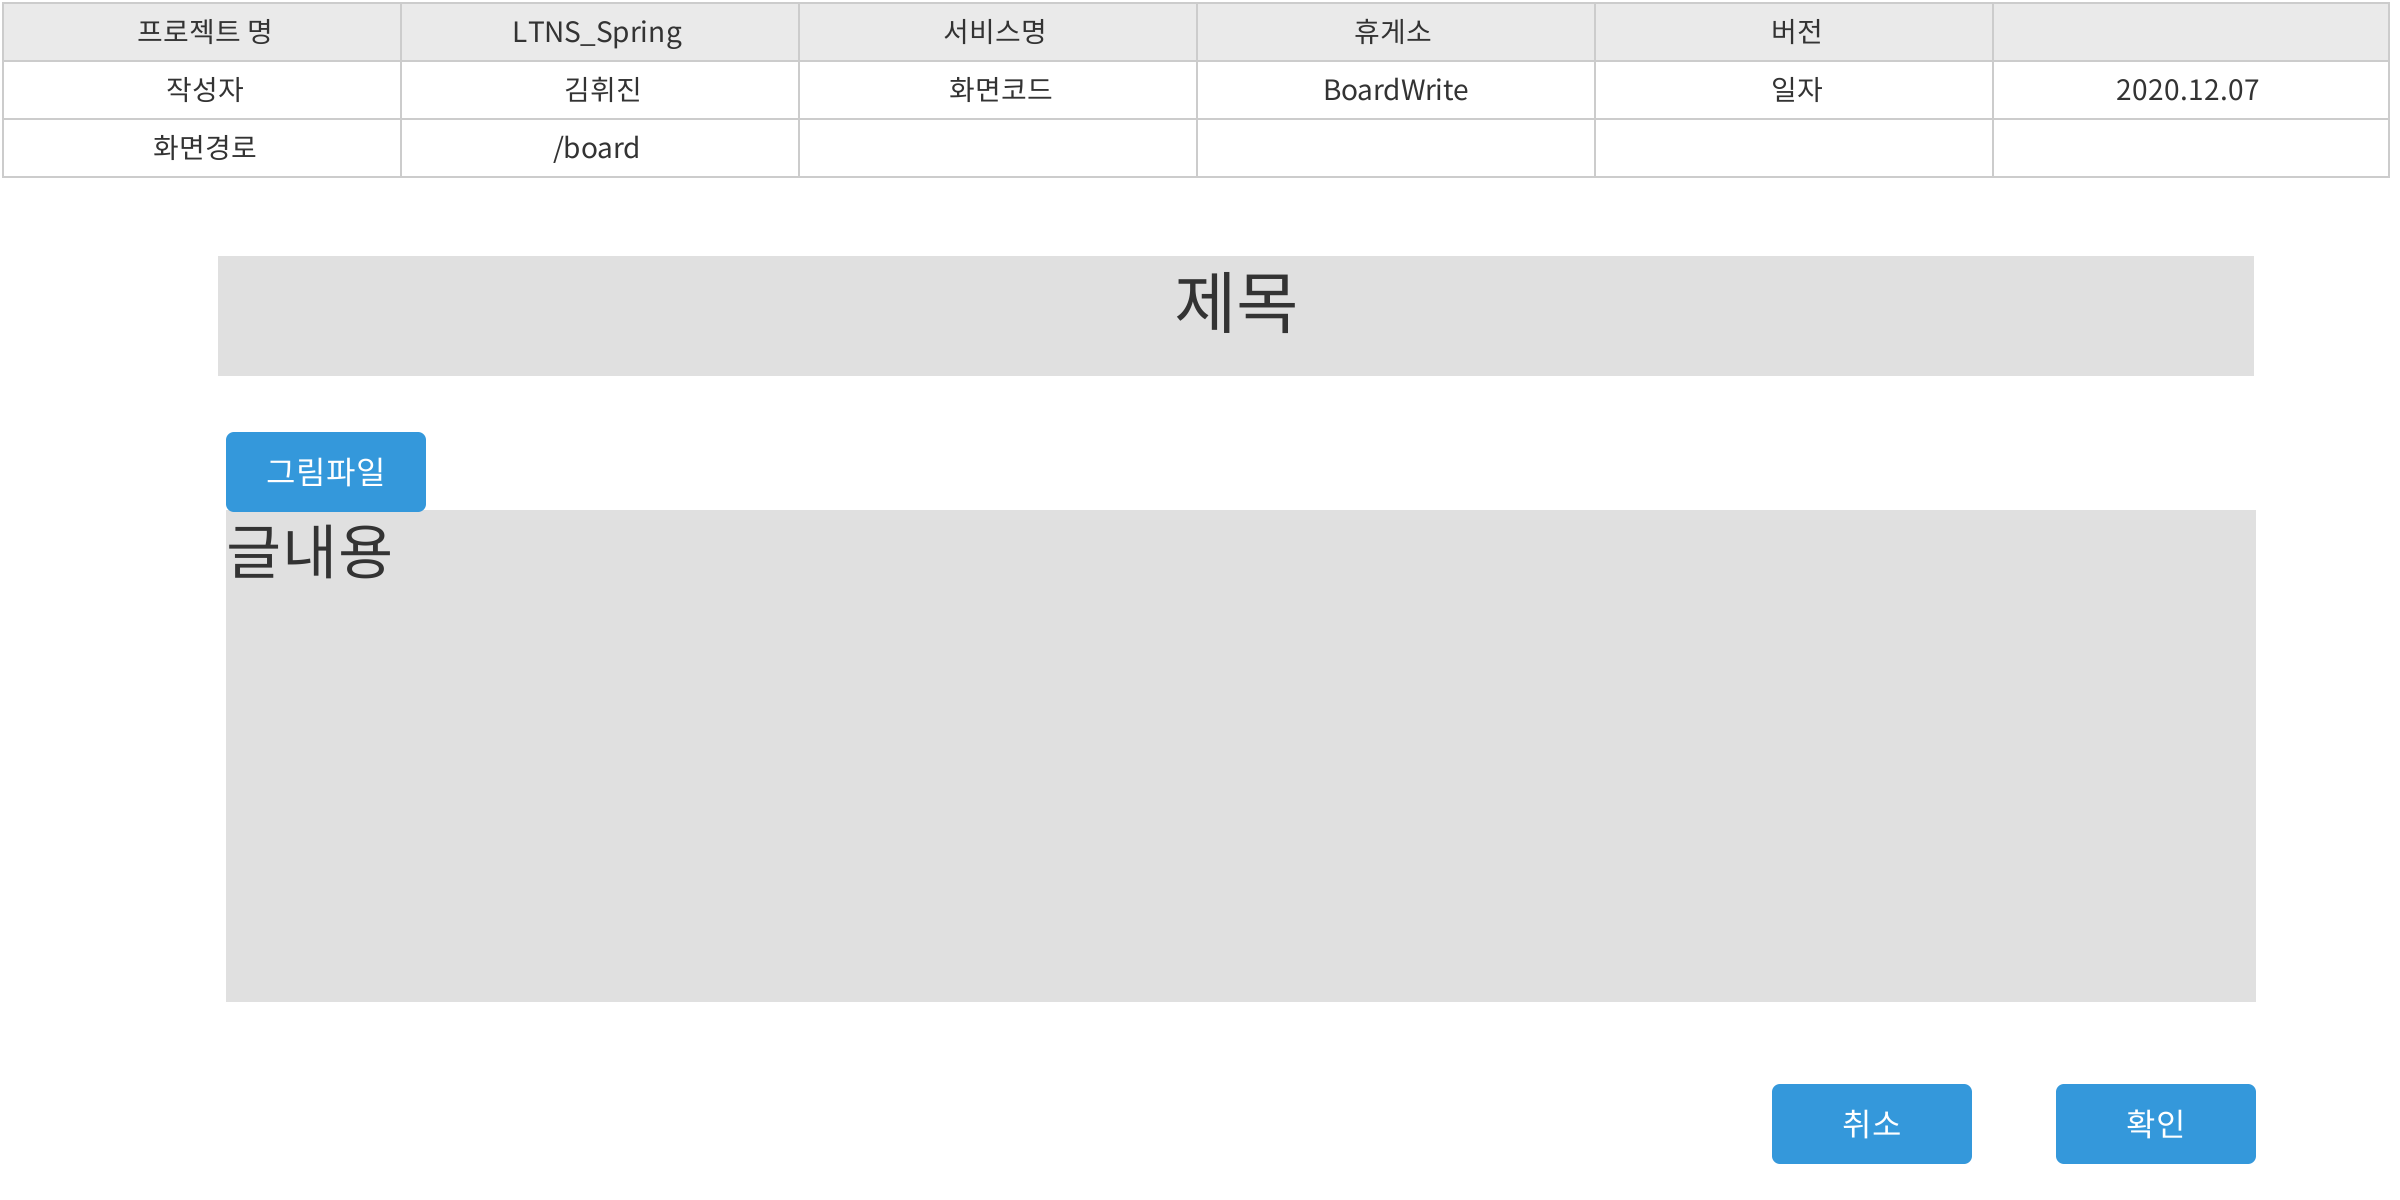 프로젝트 명 LTNS_Spring 서비스명 휴게소 버전
작성자 김휘진 화면코드 BoardWrite 일자 2020.12.07
화면경로 /board
제목
그림파일
글내용
취소 확인